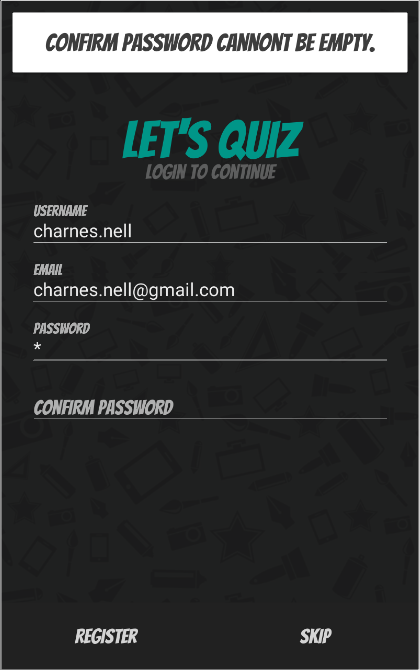 CONFIRM PASSWORD CANNONT BE EMPTY.
LET'S QUIZ
LOGIN TO CONTINUE
USERNAME
charnes.nell
EMAIL
charnes.nell@gmail.com
PASSWORD
*
CONFIRM PASSWORD
REGISTER SKIP